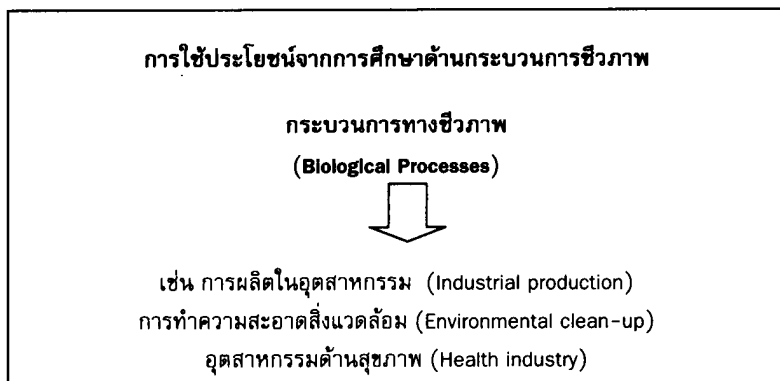 การใช้ประโยชน์จากการศึกษาด้านกระบวนการชีวภาพ
กระบวนการทางชีวภาพ
(Biological Processes)
เช่น การผลิตในอุตสาหกรรม (Industrial production)
การทำความสะอาดสิ่งแวดล้อม (Environmental clean-up)
อุตสาหกรรมด้านสุขภาพ (Health industry)